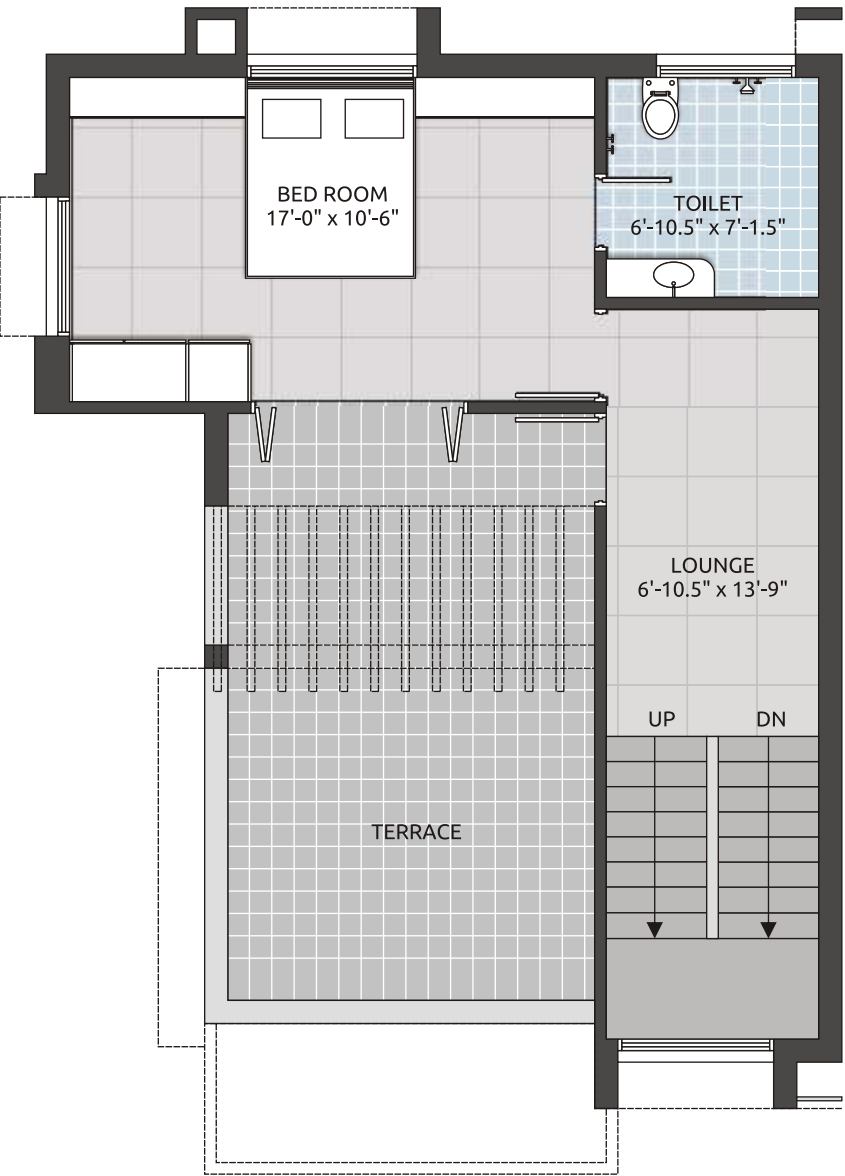 BED ROOM
17'-0" x 10'-6"
TOILET
6'-10.5" x 7'-1.5"
LOUNGE
6'-10.5" x 13'-9"
UP DN
TERRACE